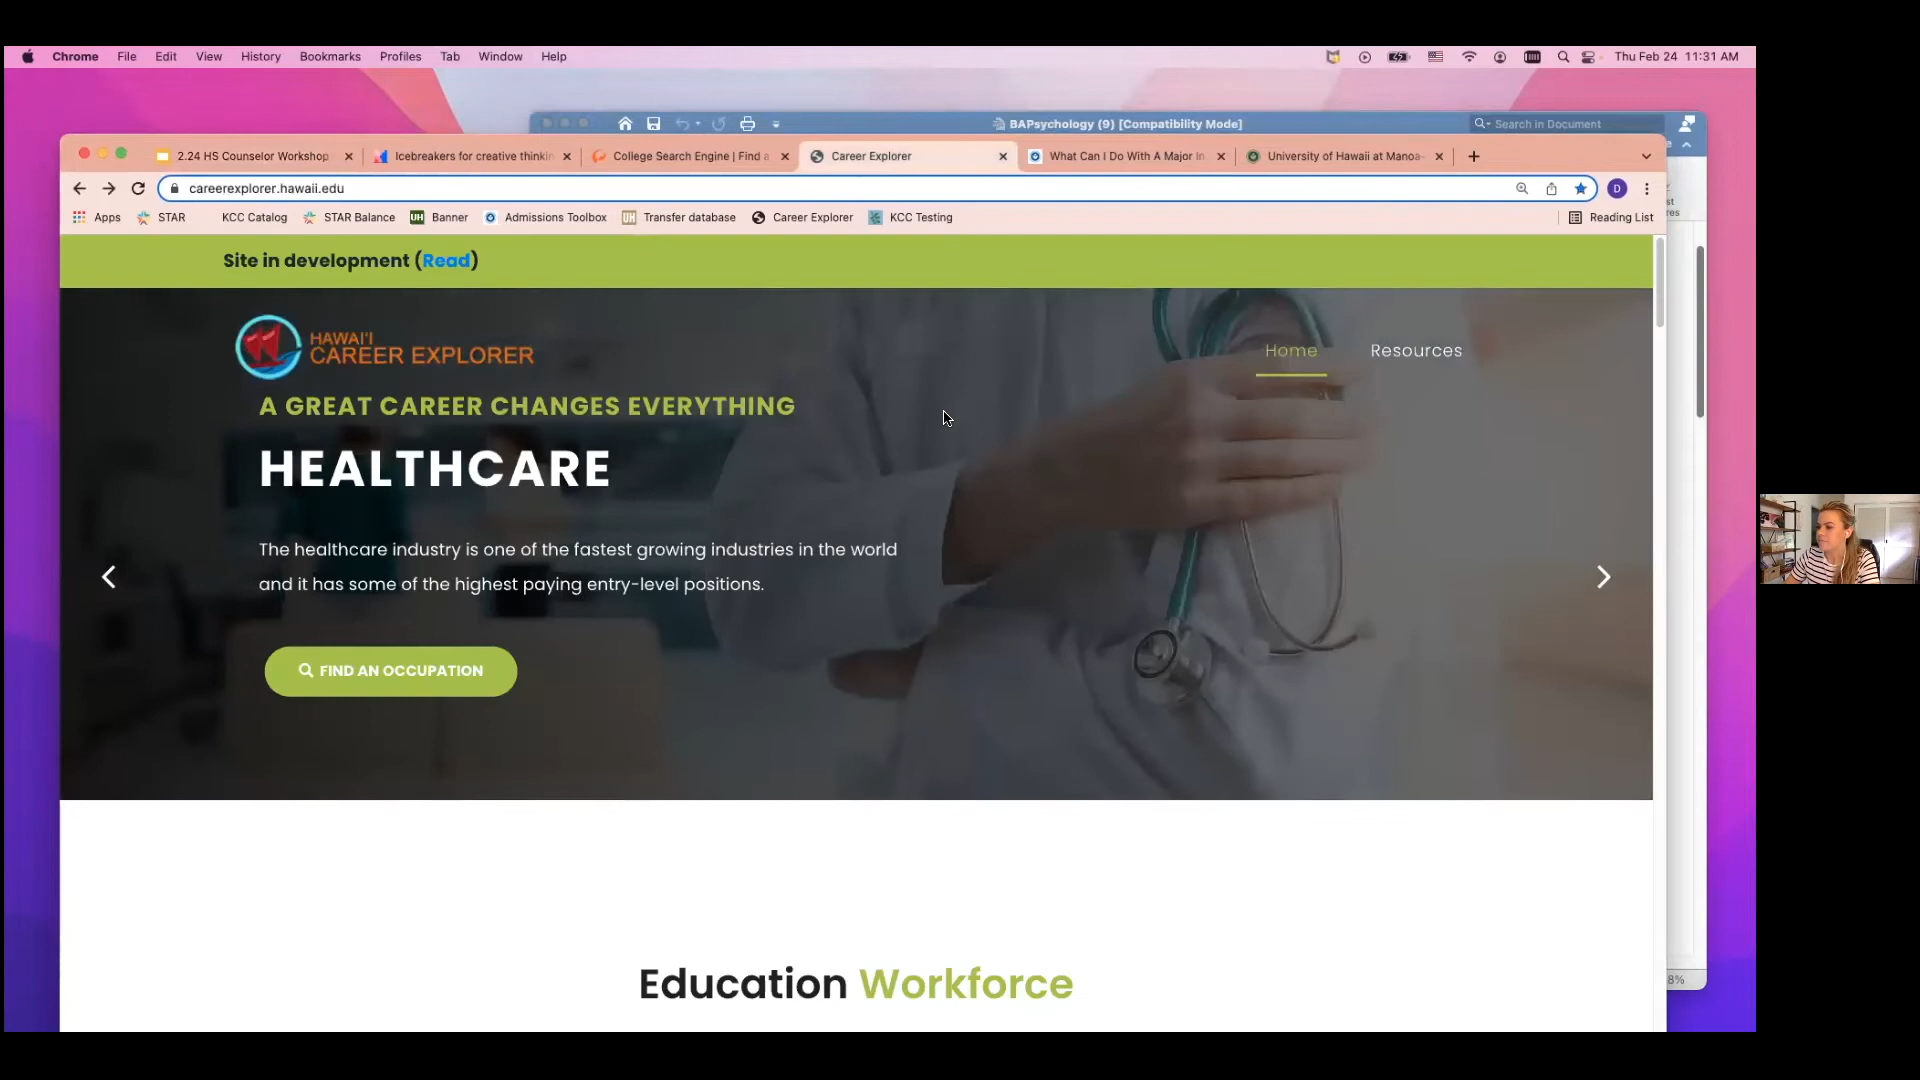 Chrome File Edit View History Bookmarks Profiles Tab Window Help Thu Feb 24 11:31 AM
BAPsychology (9) [Compatibility Mode] Search in Document
2.24 HS Counselor Workshop Icebreakers for creative thinkin College Search Engine | Find a Career Explorer What Can I Do With A Major In University of Hawaii at Manoa-
careerexplorer.hawaii.edu D
Apps STAR KCC Catalog STAR Balance UH Banner Admissions Toolbox UH Transfer database Career Explorer KCC Testing Reading List
st
res
Site in development (Read)
HAWAI'I
CAREER EXPLORER
Home Resources
A GREAT CAREER CHANGES EVERYTHING
HEALTHCARE
The healthcare industry is one of the fastest growing industries in the world
and it has some of the highest paying entry-level positions.
FIND AN OCCUPATION
Education Workforce
8%